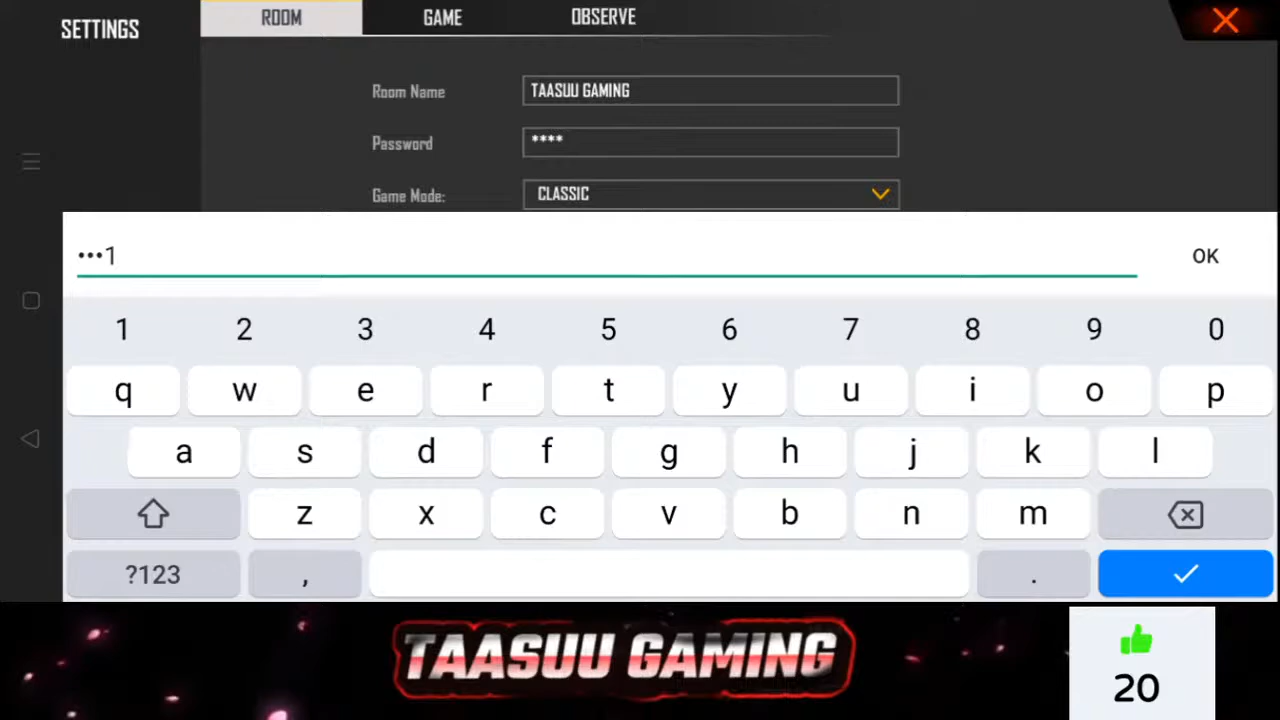 SETTINGS
ROOM GAME OBSERVE
Room Name TAASUU GAMING
Password ****
Game Mode: CLASSIC
•••1 OK
1 2 3 4 5 6 7 8 9 0
q w e r t y u i o p
a s d f g h j k l
z x c v b n m
?123 , .
TAASUU GAMING
20